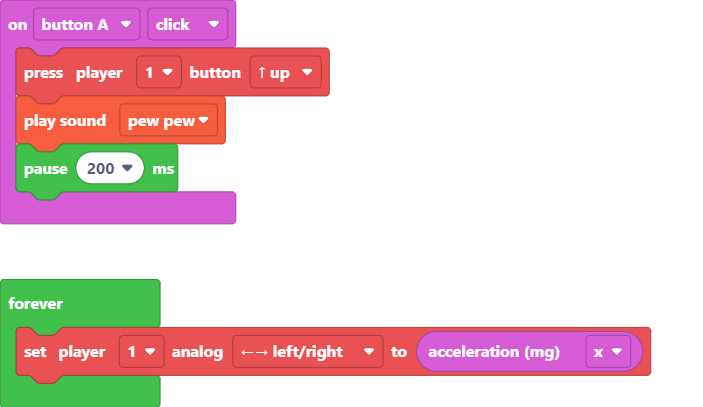 on button A click
press player 1 button ↑ up
play sound pew pew
pause 200 ms
forever
set player 1 analog ←→ left/right to acceleration (mg) x